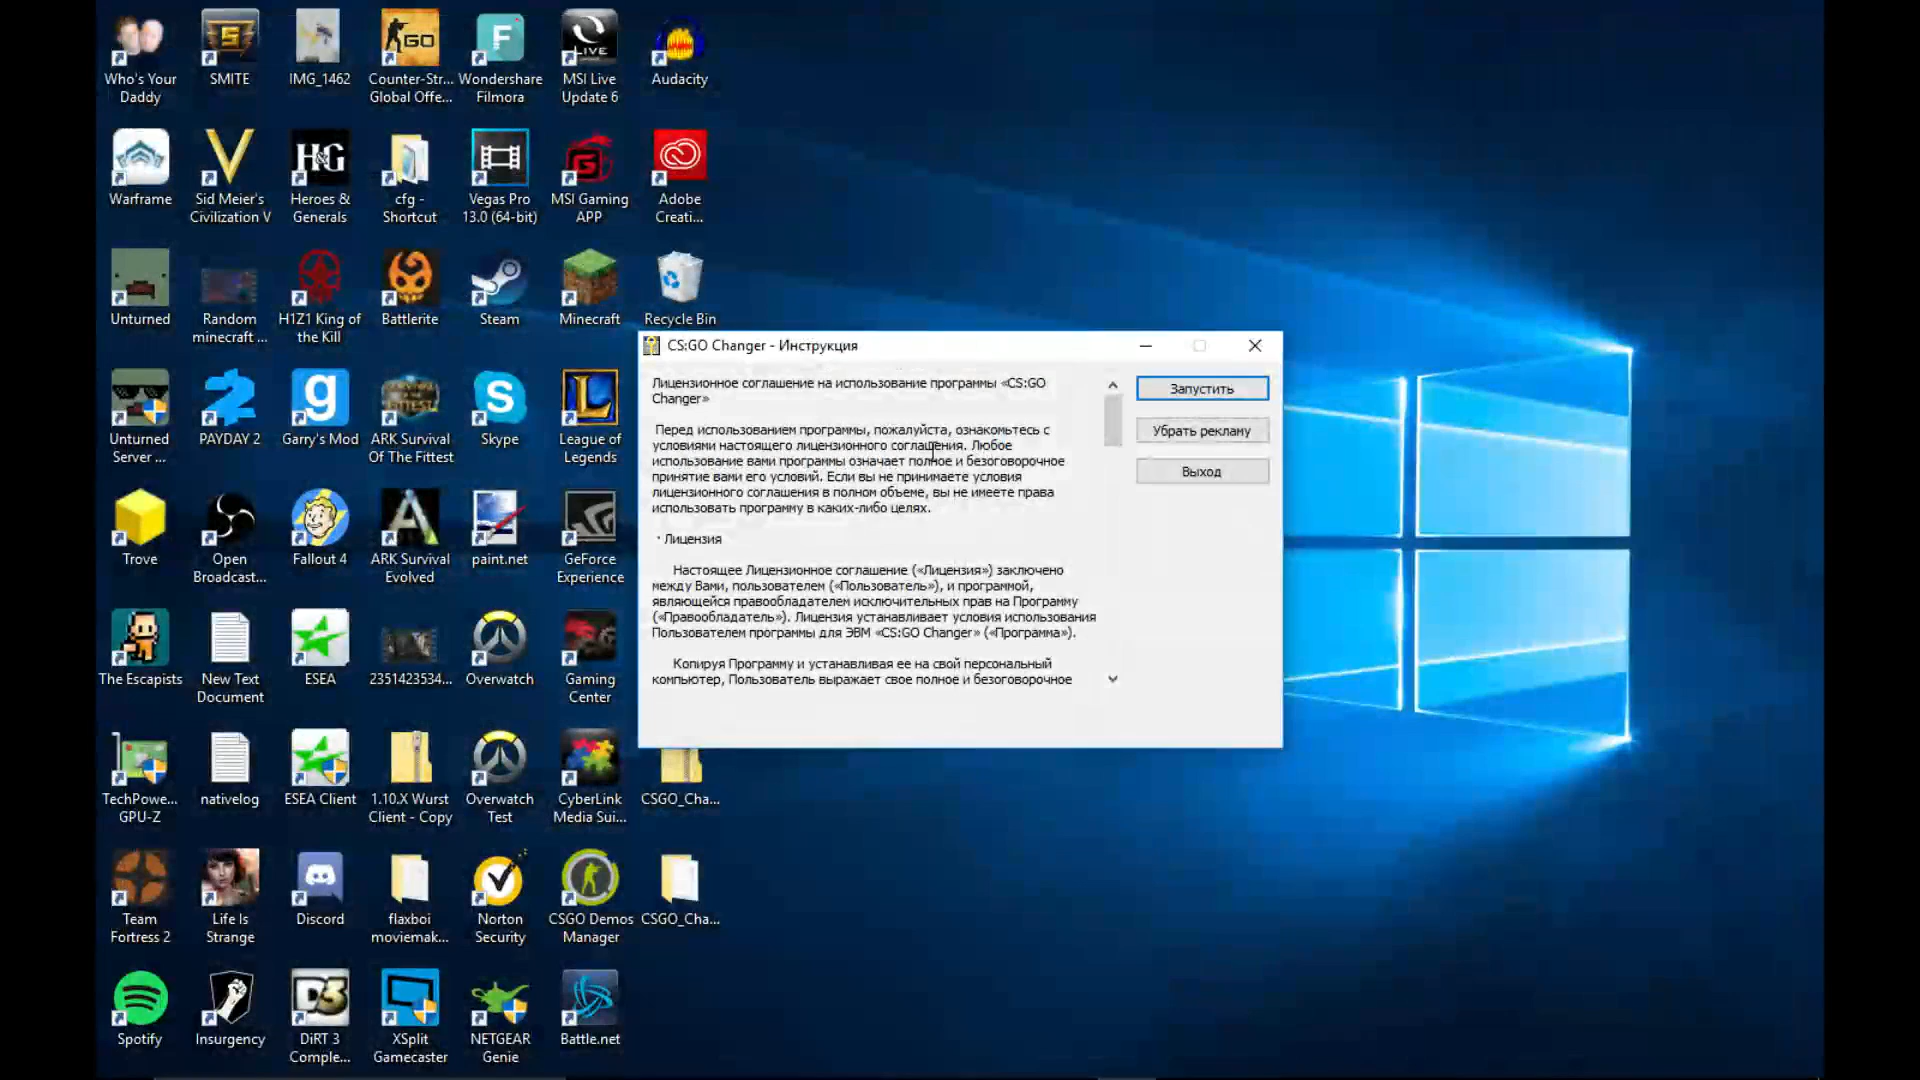 Who's Your
Daddy
SMITE
IMG_1462
Counter-Str...
Global Offe...
Wondershare
Filmora
MSI Live
Update 6
Audacity
Warframe
Sid Meier's
Civilization V
Heroes &
Generals
cfg -
Shortcut
Vegas Pro
13.0 (64-bit)
MSI Gaming
APP
Adobe
Creati...
Unturned
Random
minecraft ...
H1Z1 King of
the Kill
Battlerite
Steam
Minecraft
Recycle Bin
Unturned
Server ...
PAYDAY 2
Garry's Mod
ARK Survival
Of The Fittest
Skype
League of
Legends
Trove
Open
Broadcast...
Fallout 4
ARK Survival
Evolved
paint.net
GeForce
Experience
The Escapists
New Text
Document
ESEA
2351423534...
Overwatch
Gaming
Center
TechPowe...
GPU-Z
nativelog
ESEA Client
1.10.X Wurst
Client - Copy
Overwatch
Test
CyberLink
Media Sui...
CSGO_Cha...
Team
Fortress 2
Life Is
Strange
Discord
flaxboi
moviemak...
Norton
Security
CSGO Demos
Manager
CSGO_Cha...
Spotify
Insurgency
DiRT 3
Comple...
XSplit
Gamecaster
NETGEAR
Genie
Battle.net
CS:GO Changer - Инструкция
Лицензионное соглашение на использование программы «CS:GO
Changer»
Перед использованием программы, пожалуйста, ознакомьтесь с
условиями настоящего лицензионного соглашения. Любое
использование вами программы означает полное и безоговорочное
принятие вами его условий. Если вы не принимаете условия
лицензионного соглашения в полном объеме, вы не имеете права
использовать программу в каких-либо целях.
· Лицензия
Настоящее Лицензионное соглашение («Лицензия») заключено
между Вами, пользователем («Пользователь»), и программой,
являющейся правообладателем исключительных прав на Программу
(«Правообладатель»). Лицензия устанавливает условия использования
Пользователем программы для ЭВМ «CS:GO Changer» («Программа»).
Копируя Программу и устанавливая ее на свой персональный
компьютер, Пользователь выражает свое полное и безоговорочное
Запустить
Убрать рекламу
Выход